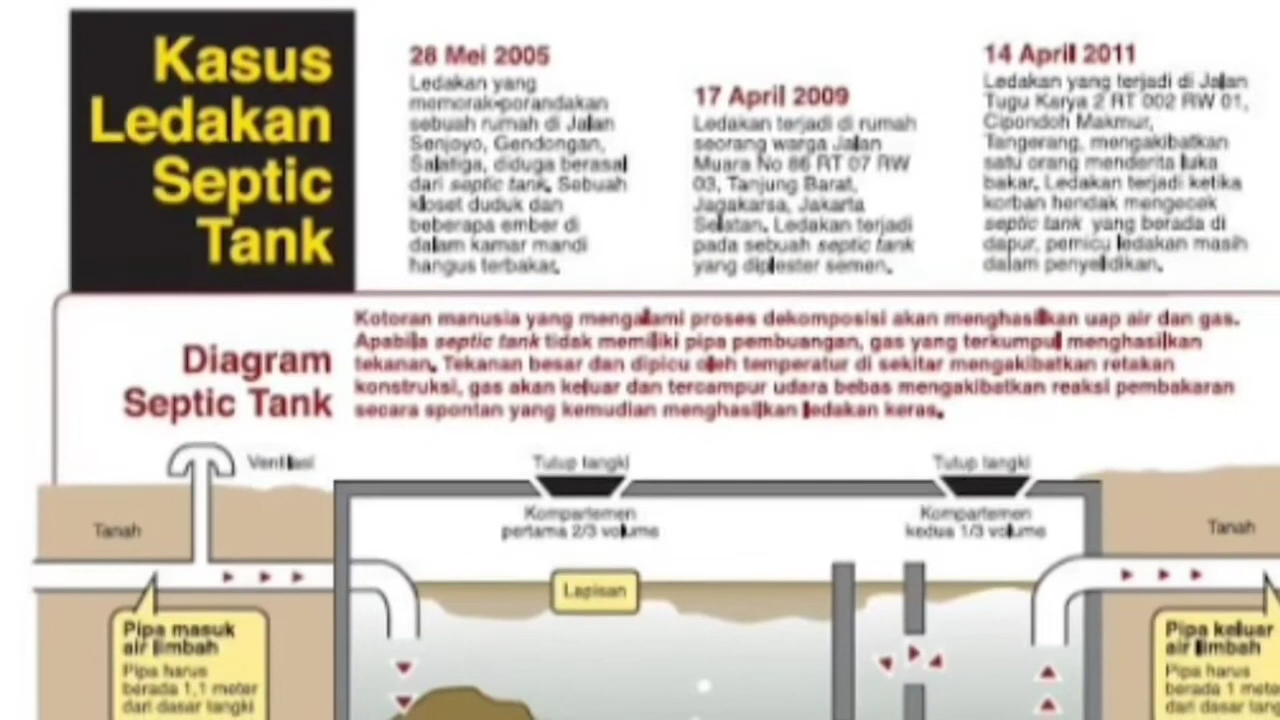 Kasus
Ledakan
Septic
Tank
28 Mei 2005
Ledakan yang
memorak-porandakan
sebuah rumah di Jalan
Senjoyo, Gendongan,
Salatiga, diduga berasal
dari septic tank. Sebuah
kloset duduk dan
beberapa ember di
dalam kamar mandi
hangus terbakar.
17 April 2009
Ledakan terjadi di rumah
seorang warga Jalan
Muara No 86 RT 07 RW
03, Tanjung Barat,
Jagakarsa, Jakarta
Selatan. Ledakan terjadi
pada sebuah septic tank
yang diplester semen.
14 April 2011
Ledakan yang terjadi di Jalan
Tugu Karya 2 RT 002 RW 01,
Cipondoh Makmur,
Tangerang, mengakibatkan
satu orang menderita luka
bakar. Ledakan terjadi ketika
korban hendak mengecek
septic tank yang berada di
dapur, pemicu ledakan masih
dalam penyelidikan.
Diagram
Septic Tank
Kotoran manusia yang mengalami proses dekomposisi akan menghasilkan uap air dan gas.
Apabila septic tank tidak memiliki pipa pembuangan, gas yang terkumpul menghasilkan
tekanan. Tekanan besar dan dipicu oleh temperatur di sekitar mengakibatkan retakan
konstruksi, gas akan keluar dan tercampur udara bebas mengakibatkan reaksi pembakaran
secara spontan yang kemudian menghasilkan ledakan keras.
Ventilasi
Tutup tangki
Tutup tangki
Tanah
Kompartemen
pertama 2/3 volume
Kompartemen
kedua 1/3 volume
Tanah
Lapisan
Pipa masuk
air limbah
Pipa harus
berada 1,1 meter
dari dasar tangki
Pipa keluar
air limbah
Pipa harus
berada 1 mete
dari dasar tang